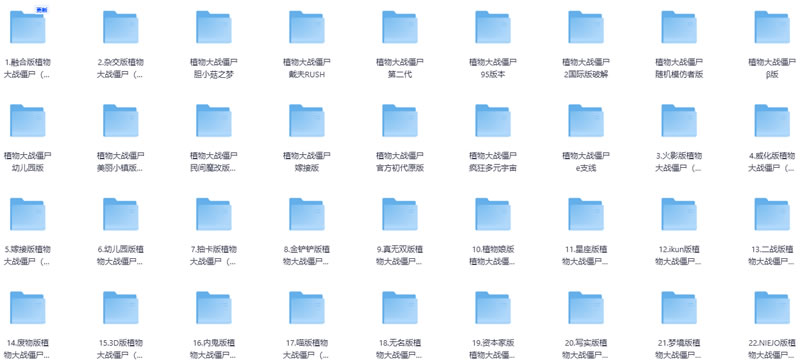 更新
1.融合版植物
大战僵尸（...
2.杂交版植物
大战僵尸（...
植物大战僵尸
胆小菇之梦
植物大战僵尸
戴夫RUSH
植物大战僵尸
第二代
植物大战僵尸
95版本
植物大战僵尸
2国际版破解
植物大战僵尸
随机模仿者版
植物大战僵尸
β版
植物大战僵尸
幼儿园版
植物大战僵尸
美丽小镇版...
植物大战僵尸
民间魔改版...
植物大战僵尸
嫁接版
植物大战僵尸
官方初代原版
植物大战僵尸
疯狂多元宇宙
植物大战僵尸
e支线
3.火影版植物
大战僵尸（...
4.威化版植物
大战僵尸（...
5.嫁接版植物
大战僵尸（...
6.幼儿园版植
物大战僵尸...
7.抽卡版植物
大战僵尸（...
8.金铲铲版植
物大战僵尸...
9.真无双版植
物大战僵尸...
10.植物娘版
植物大战僵...
11.星座版植
物大战僵尸...
12.ikun版植
物大战僵尸...
13.二战版植
物大战僵尸...
14.废物版植
物大战僵尸...
15.3D版植物
大战僵尸（...
16.内鬼版植
物大战僵尸...
17.喵版植物
大战僵尸（...
18.无名版植
物大战僵尸...
19.资本家版
植物大战僵...
20.写实版植
物大战僵尸...
21.梦境版植
物大战僵尸...
22.NIEJO版植
物大战僵尸...